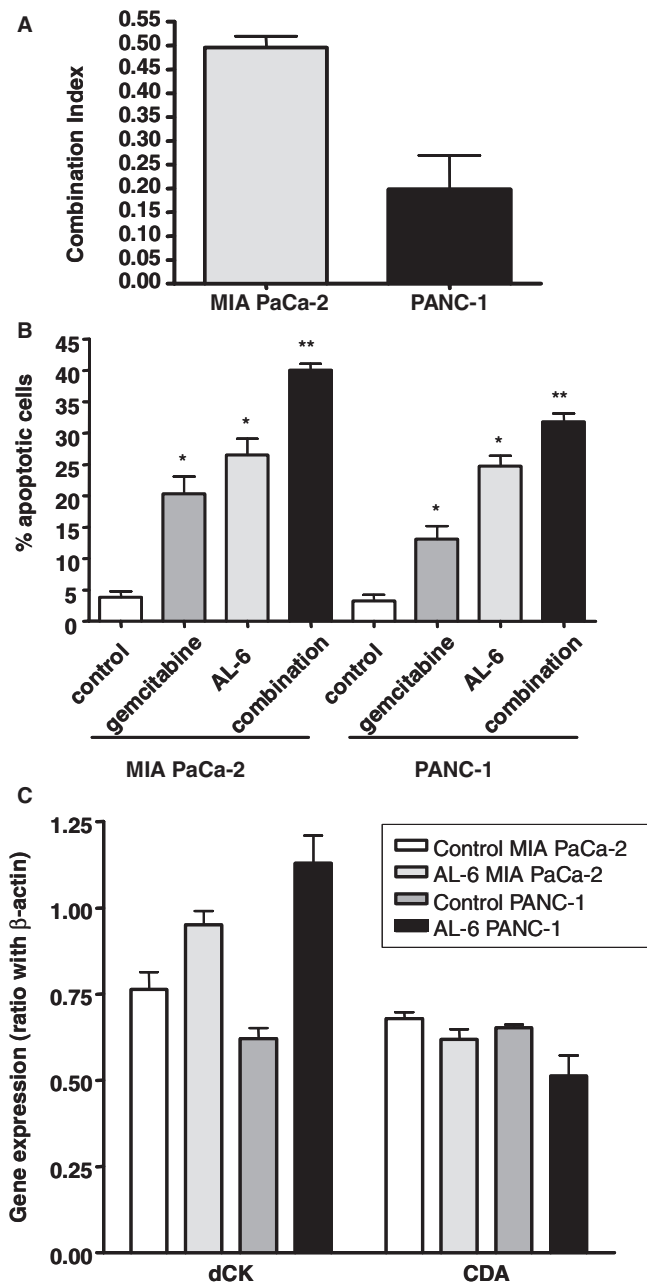 A
Combination Index
0.55
0.50
0.45
0.40
0.35
0.30
0.25
0.20
0.15
0.10
0.05
0.00
MIA PaCa-2
PANC-1
B
% apoptotic cells
45
40
35
30
25
20
15
10
5
0
*
*
**
*
*
**
control
gemcitabine
AL-6
combination
control
gemcitabine
AL-6
combination
MIA PaCa-2
PANC-1
C
Gene expression (ratio with β-actin)
1.25
1.00
0.75
0.50
0.25
0.00
Control MIA PaCa-2
AL-6 MIA PaCa-2
Control PANC-1
AL-6 PANC-1
dCK
CDA